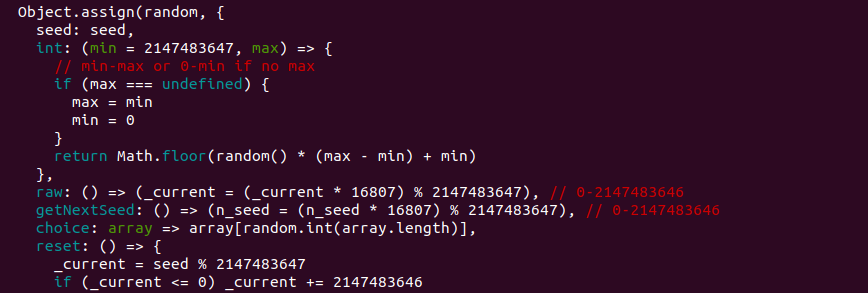 Object.assign(random, {
seed: seed,
int: (min = 2147483647, max) => {
// min-max or 0-min if no max
if (max === undefined) {
max = min
min = 0
}
return Math.floor(random() * (max - min) + min)
},
raw: () => (_current = (_current * 16807) % 2147483647), // 0-2147483646
getNextSeed: () => (n_seed = (n_seed * 16807) % 2147483647), // 0-2147483646
choice: array => array[random.int(array.length)],
reset: () => {
_current = seed % 2147483647
if (_current <= 0) _current += 2147483646